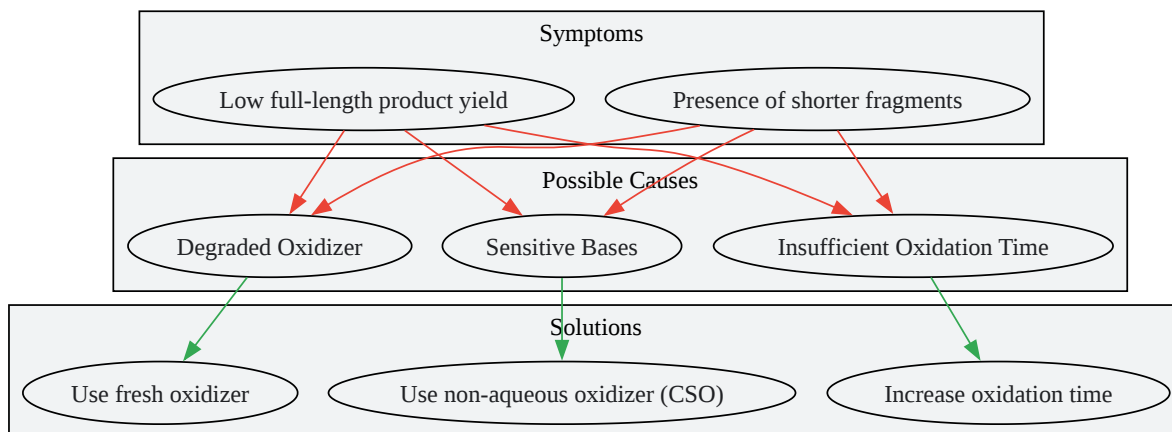 Symptoms
Low full-length product yield
Presence of shorter fragments
Possible Causes
Degraded Oxidizer
Sensitive Bases
Insufficient Oxidation Time
Solutions
Use fresh oxidizer
Use non-aqueous oxidizer (CSO)
Increase oxidation time